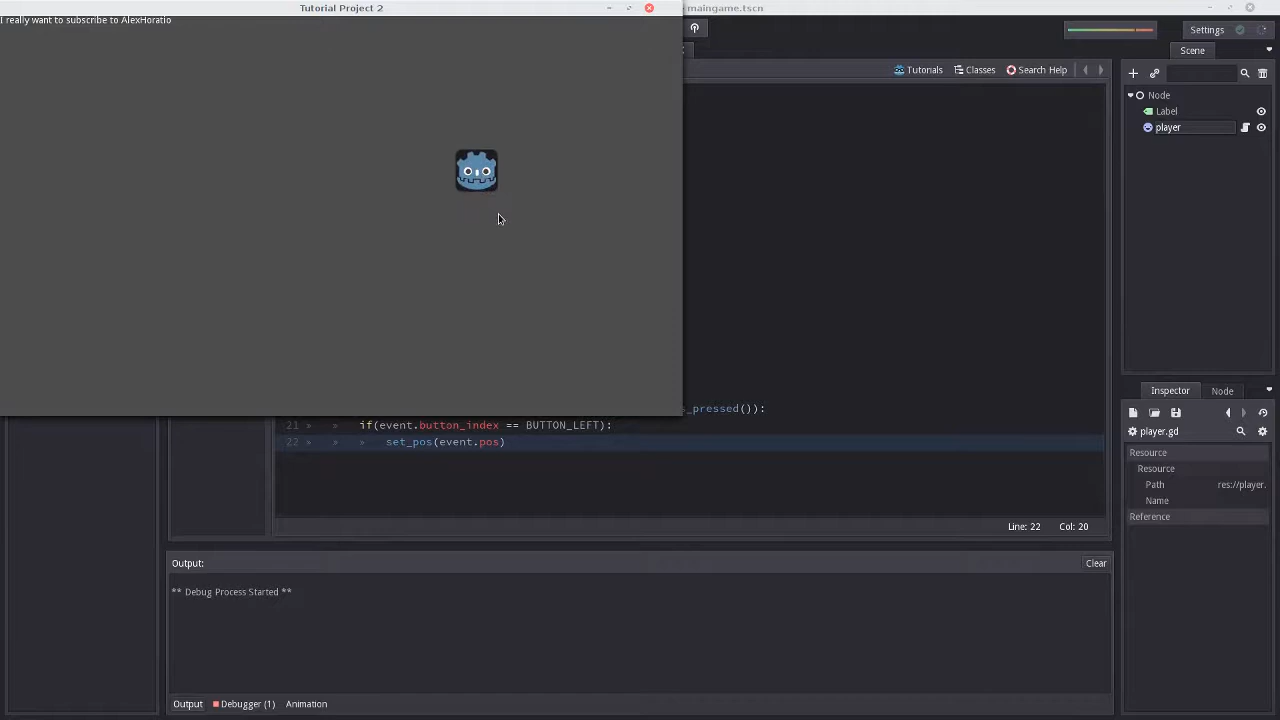 Tutorial Project 2
maingame.tscn
I really want to subscribe to AlexHoratio
Settings
Scene
Tutorials
Classes
Search Help
Node
Label
player
s_pressed()):
21 » » if(event.button_index == BUTTON_LEFT):
22 » » » set_pos(event.pos)
Line: 22 Col: 20
Inspector
Node
player.gd
Resource
Resource
Path res://player.
Name
Reference
Output:
Clear
** Debug Process Started **
Output
Debugger (1)
Animation